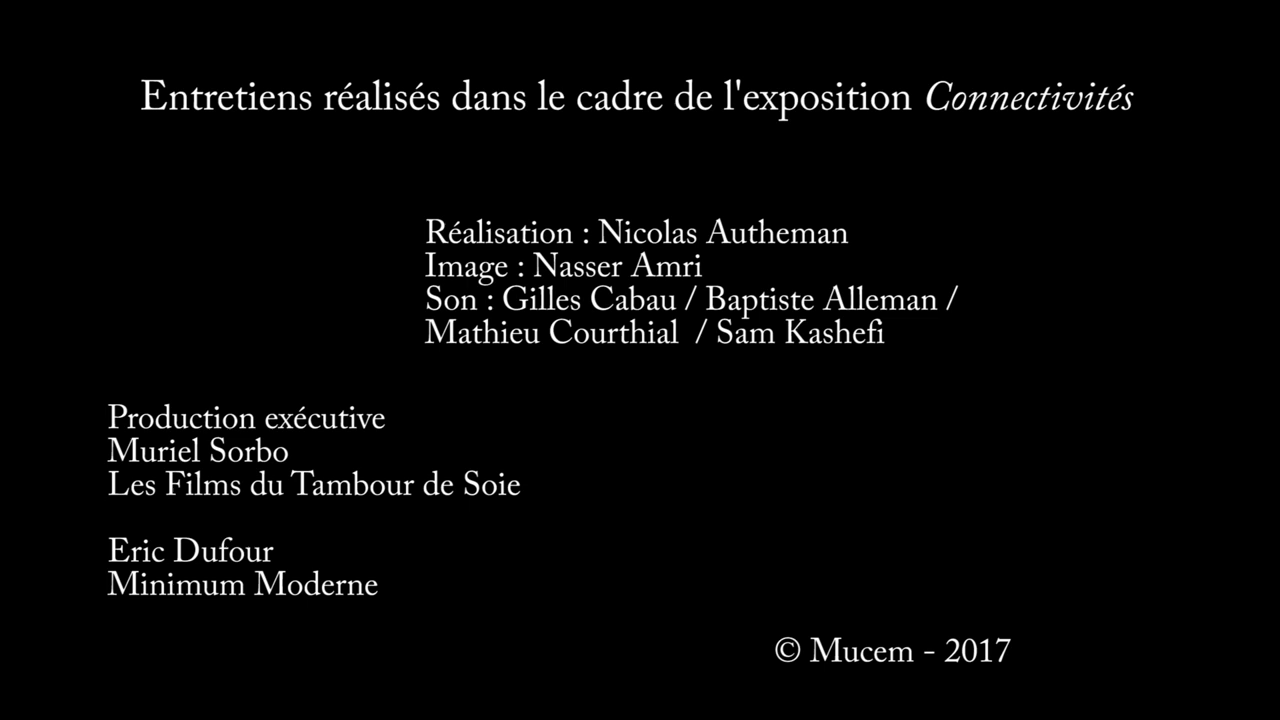 Entretiens réalisés dans le cadre de l'exposition Connectivités
Réalisation : Nicolas Autheman
Image : Nasser Amri
Son : Gilles Cabau / Baptiste Alleman /
Mathieu Courthial / Sam Kashefi
Production exécutive
Muriel Sorbo
Les Films du Tambour de Soie
Eric Dufour
Minimum Moderne
© Mucem - 2017